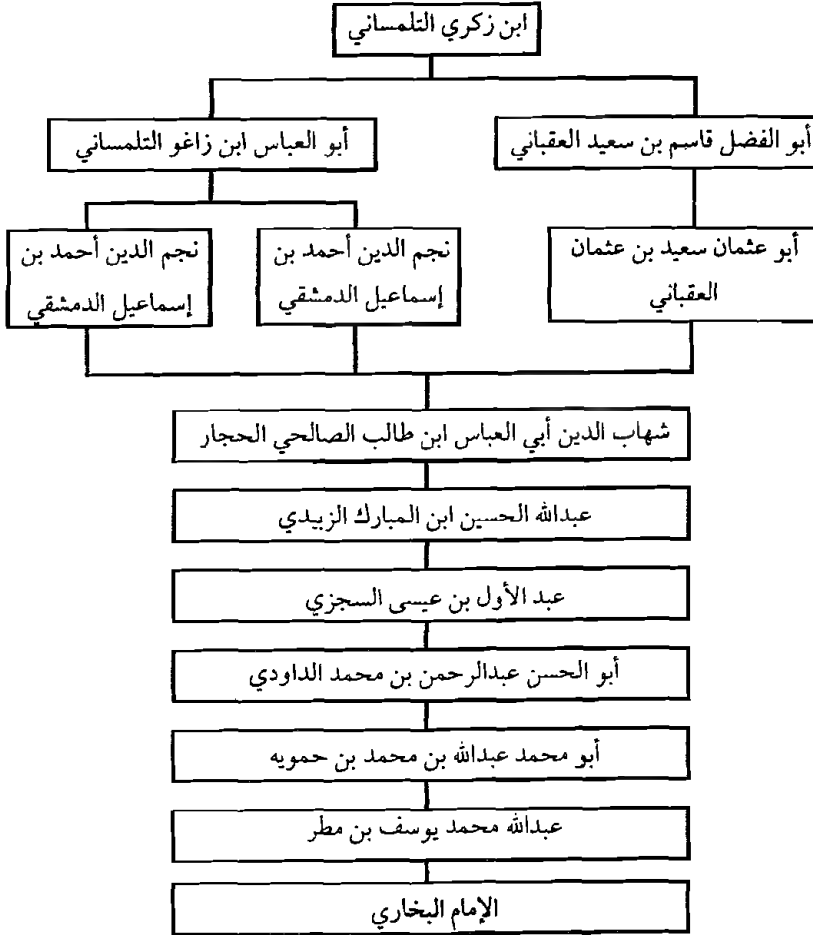 ابن زكري التلمساني
أبو الفضل قاسم بن سعيد العقباني
أبو العباس ابن زاغو التلمساني
أبو عثمان سعيد بن عثمان
العقباني
نجم الدين أحمد بن
إسماعيل الدمشقي
نجم الدين أحمد بن
إسماعيل الدمشقي
شهاب الدين أبي العباس ابن طالب الصالحي الحجار
عبدالله الحسين ابن المبارك الزبيدي
عبد الأول بن عيسى السجزي
أبو الحسن عبدالرحمن بن محمد الداودي
أبو محمد عبدالله بن محمد بن حمويه
عبدالله محمد يوسف بن مطر
الإمام البخاري